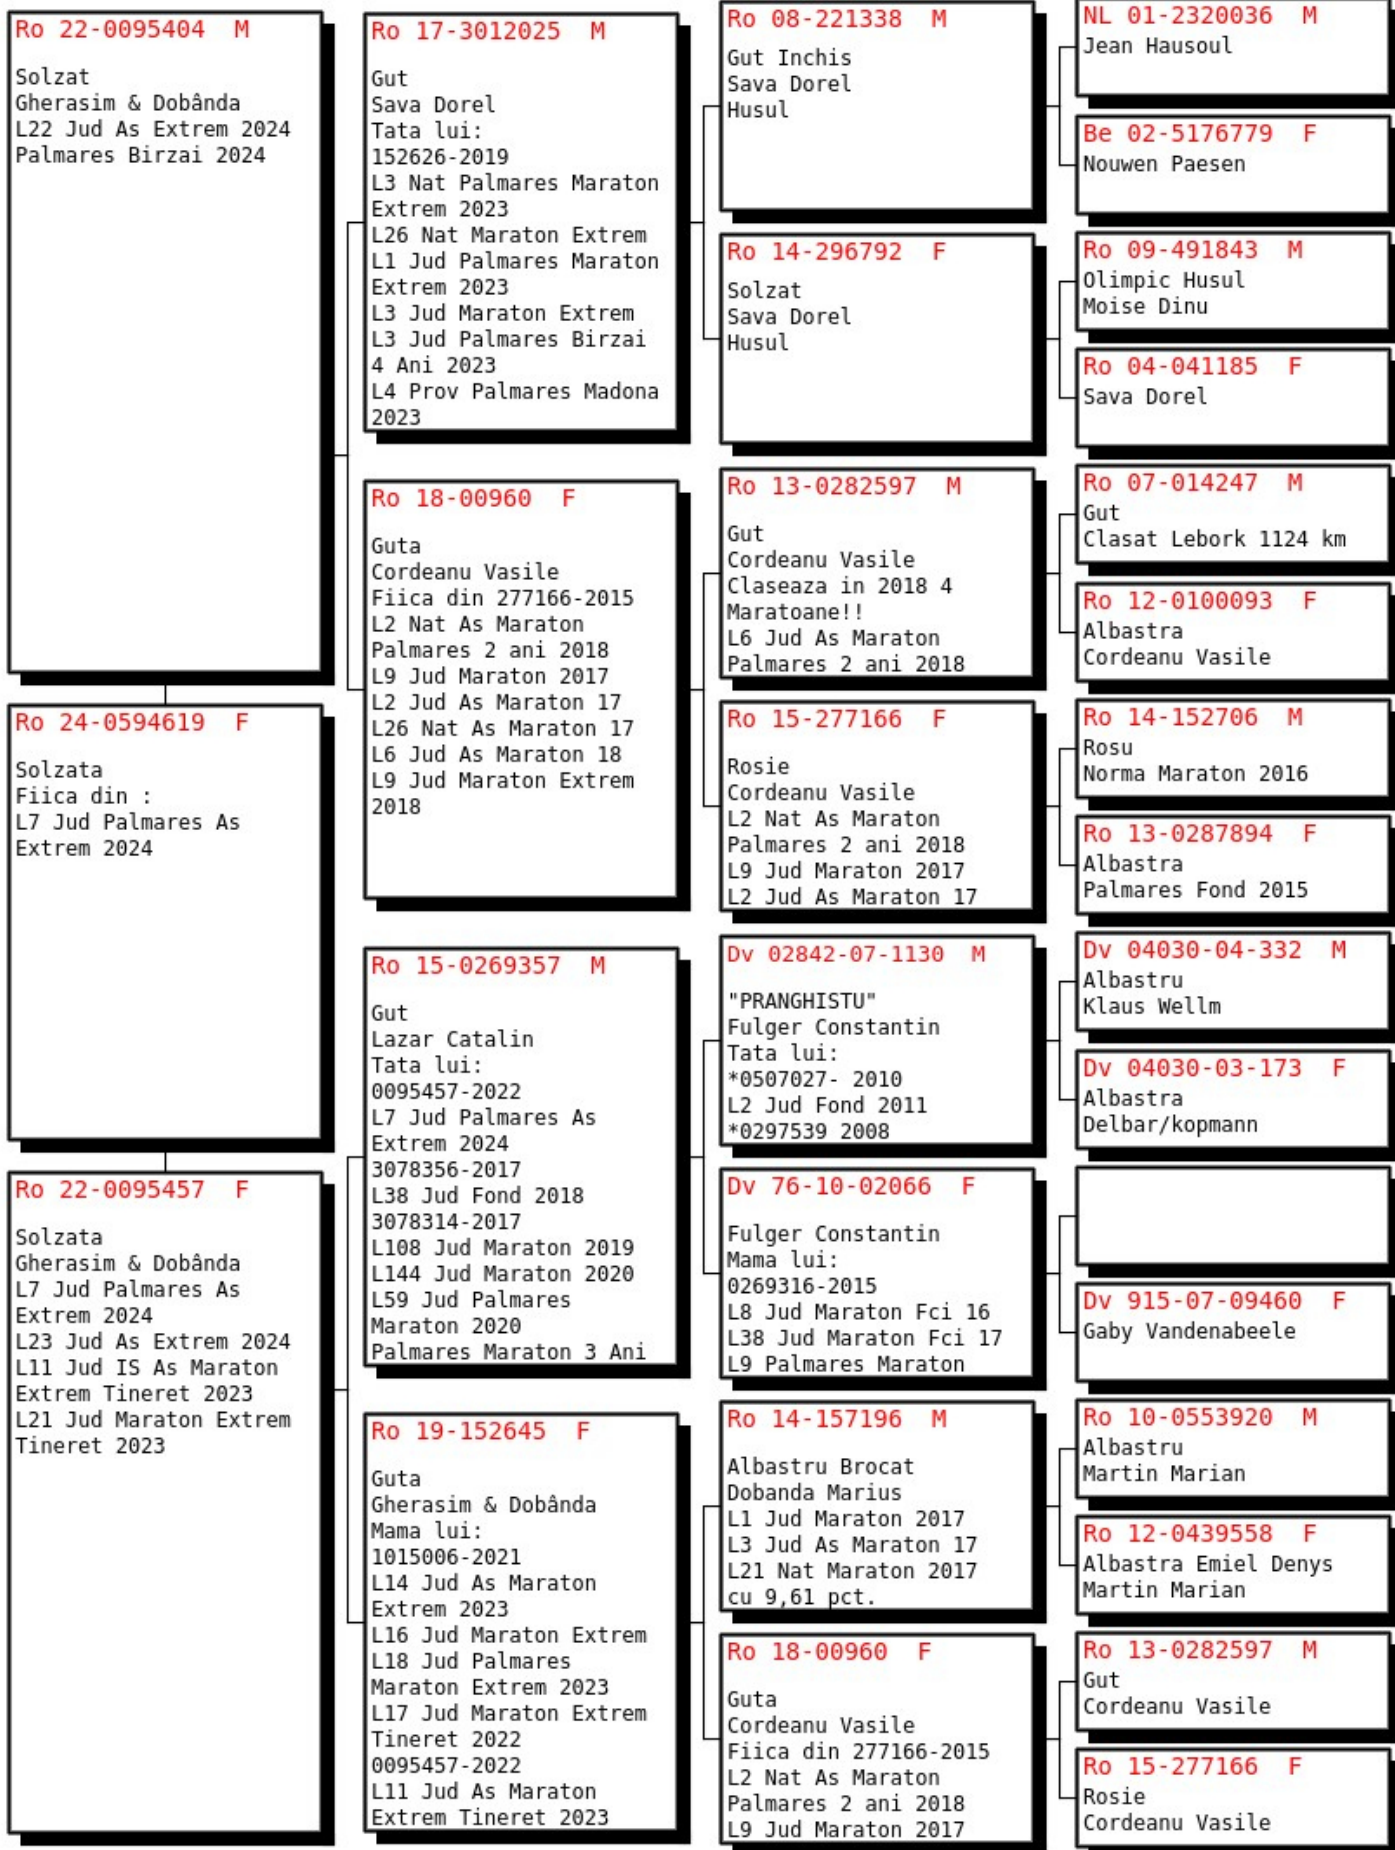 Ro 22-0095404  M
Solzat
Gherasim & Dobânda
L22 Jud As Extrem 2024
Palmares Birzai 2024
Ro 24-0594619  F
Solzata
Fiica din :
L7 Jud Palmares As
Extrem 2024
Ro 22-0095457  F
Solzata
Gherasim & Dobânda
L7 Jud Palmares As
Extrem 2024
L23 Jud As Extrem 2024
L11 Jud IS As Maraton
Extrem Tineret 2023
L21 Jud Maraton Extrem
Tineret 2023
Ro 17-3012025  M
Gut
Sava Dorel
Tata lui:
152626-2019
L3 Nat Palmares Maraton
Extrem 2023
L26 Nat Maraton Extrem
L1 Jud Palmares Maraton
Extrem 2023
L3 Jud Maraton Extrem
L3 Jud Palmares Birzai
4 Ani 2023
L4 Prov Palmares Madona
2023
Ro 18-00960  F
Guta
Cordeanu Vasile
Fiica din 277166-2015
L2 Nat As Maraton
Palmares 2 ani 2018
L9 Jud Maraton 2017
L2 Jud As Maraton 17
L26 Nat As Maraton 17
L6 Jud As Maraton 18
L9 Jud Maraton Extrem
2018
Ro 15-0269357  M
Gut
Lazar Catalin
Tata lui:
0095457-2022
L7 Jud Palmares As
Extrem 2024
3078356-2017
L38 Jud Fond 2018
3078314-2017
L108 Jud Maraton 2019
L144 Jud Maraton 2020
L59 Jud Palmares
Maraton 2020
Palmares Maraton 3 Ani
Ro 19-152645  F
Guta
Gherasim & Dobânda
Mama lui:
1015006-2021
L14 Jud As Maraton
Extrem 2023
L16 Jud Maraton Extrem
L18 Jud Palmares
Maraton Extrem 2023
L17 Jud Maraton Extrem
Tineret 2022
0095457-2022
L11 Jud As Maraton
Extrem Tineret 2023
Ro 08-221338  M
Gut Inchis
Sava Dorel
Husul
Ro 14-296792  F
Solzat
Sava Dorel
Husul
Ro 13-0282597  M
Gut
Cordeanu Vasile
Claseaza in 2018 4
Maratoane!!
L6 Jud As Maraton
Palmares 2 ani 2018
Ro 15-277166  F
Rosie
Cordeanu Vasile
L2 Nat As Maraton
Palmares 2 ani 2018
L9 Jud Maraton 2017
L2 Jud As Maraton 17
Dv 02842-07-1130  M
"PRANGHISTU"
Fulger Constantin
Tata lui:
*0507027- 2010
L2 Jud Fond 2011
*0297539 2008
Dv 76-10-02066  F
Fulger Constantin
Mama lui:
0269316-2015
L8 Jud Maraton Fci 16
L38 Jud Maraton Fci 17
L9 Palmares Maraton
Ro 14-157196  M
Albastru Brocat
Dobanda Marius
L1 Jud Maraton 2017
L3 Jud As Maraton 17
L21 Nat Maraton 2017
cu 9,61 pct.
Ro 18-00960  F
Guta
Cordeanu Vasile
Fiica din 277166-2015
L2 Nat As Maraton
Palmares 2 ani 2018
L9 Jud Maraton 2017
NL 01-2320036  M
Jean Hausoul
Be 02-5176779  F
Nouwen Paesen
Ro 09-491843  M
Olimpic Husul
Moise Dinu
Ro 04-041185  F
Sava Dorel
Ro 07-014247  M
Gut
Clasat Lebork 1124 km
Ro 12-0100093  F
Albastra
Cordeanu Vasile
Ro 14-152706  M
Rosu
Norma Maraton 2016
Ro 13-0287894  F
Albastra
Palmares Fond 2015
Dv 04030-04-332  M
Albastru
Klaus Wellm
Dv 04030-03-173  F
Albastra
Delbar/kopmann
Dv 915-07-09460  F
Gaby Vandenabeele
Ro 10-0553920  M
Albastru
Martin Marian
Ro 12-0439558  F
Albastra Emiel Denys
Martin Marian
Ro 13-0282597  M
Gut
Cordeanu Vasile
Ro 15-277166  F
Rosie
Cordeanu Vasile